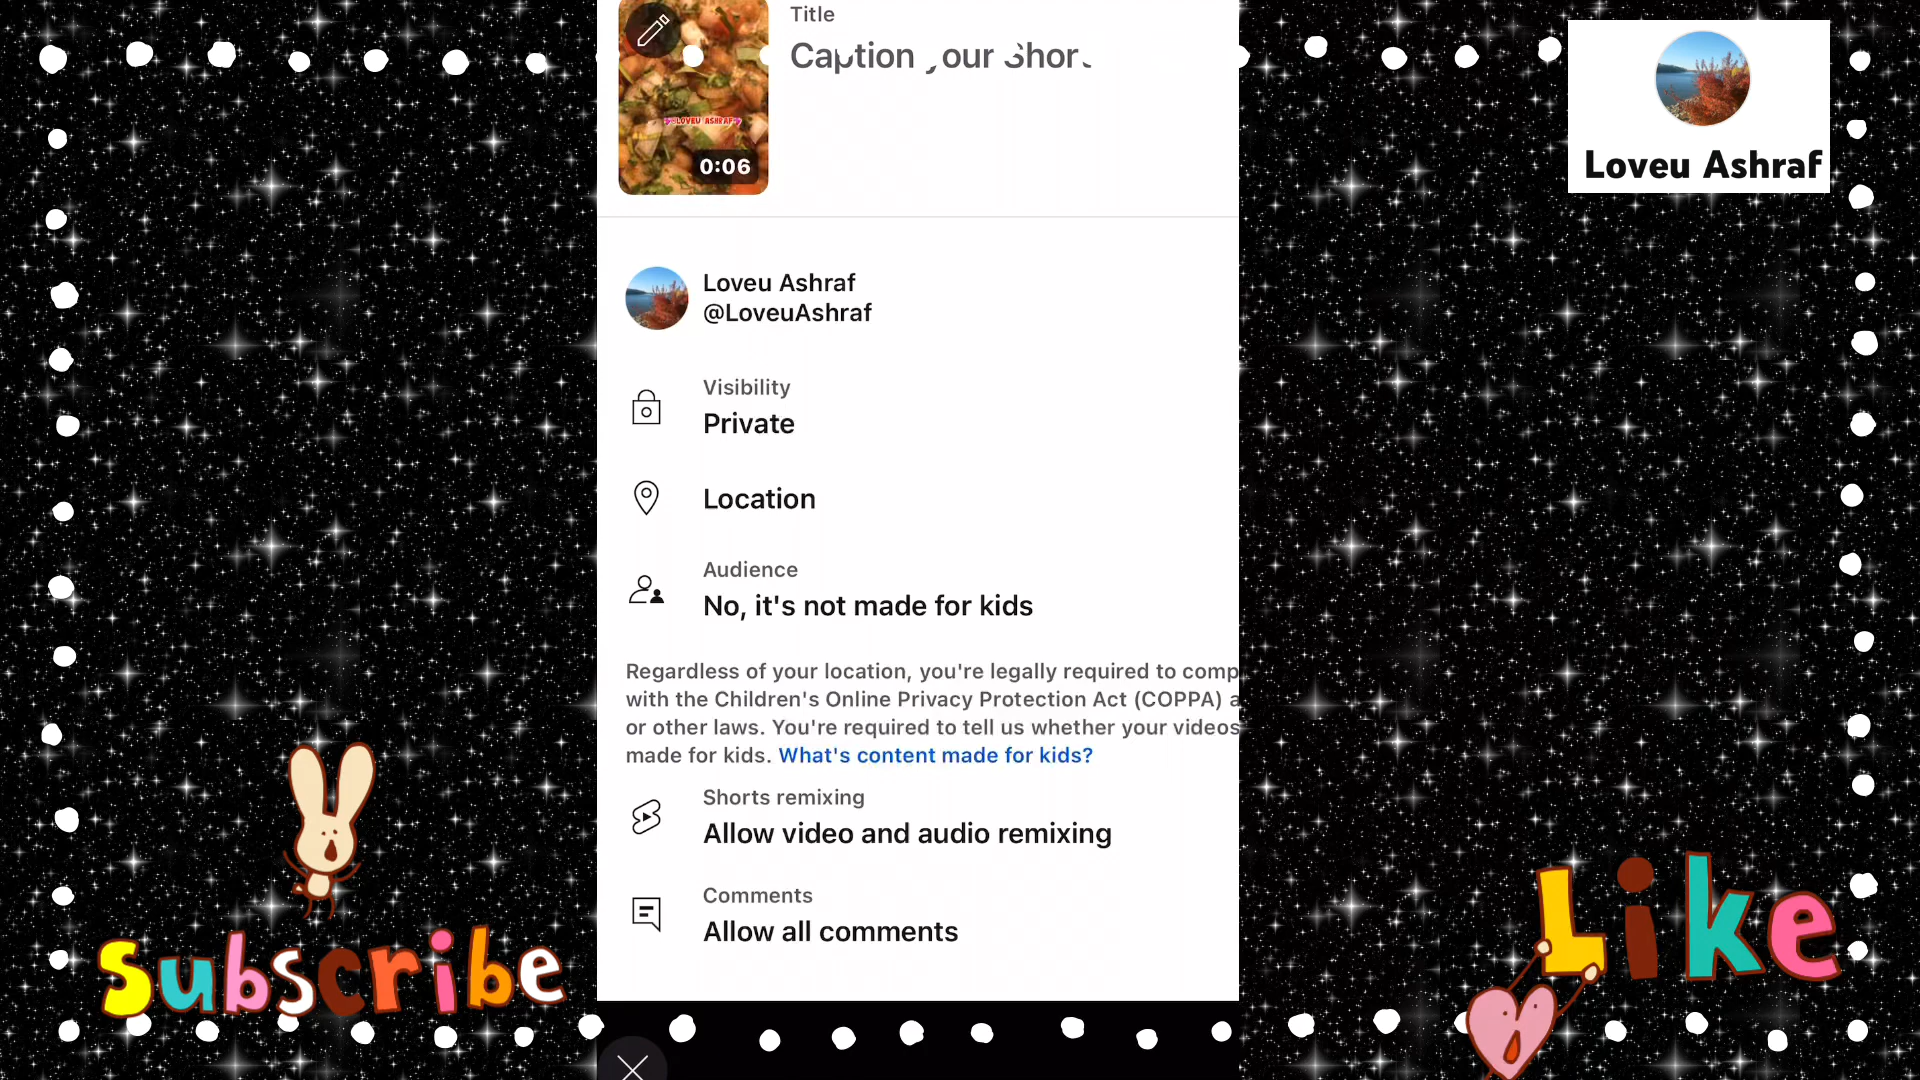 Title
Caption your Short
LOVEU ASHRAF
0:06
Loveu Ashraf
Loveu Ashraf
@LoveuAshraf
Visibility
Private
Location
Audience
No, it's not made for kids
Regardless of your location, you're legally required to comp
with the Children's Online Privacy Protection Act (COPPA) a
or other laws. You're required to tell us whether your videos
made for kids. What's content made for kids?
Shorts remixing
Allow video and audio remixing
Comments
Allow all comments
Subscribe
Like